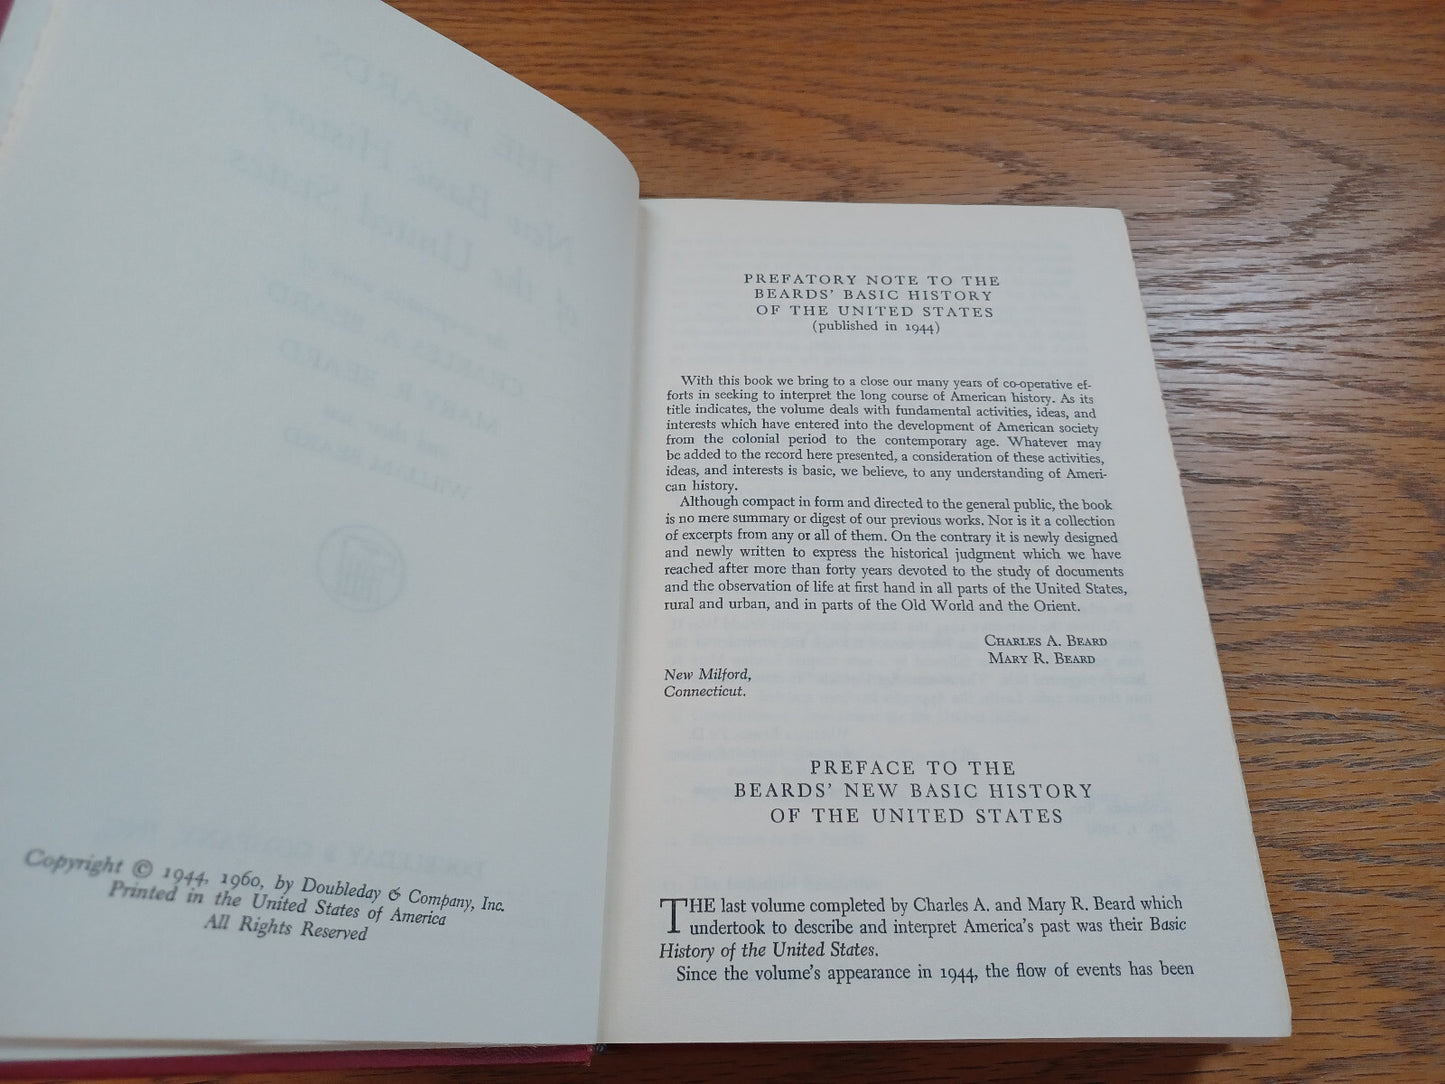 Copyright © 1944, 1960, by Doubleday & Company, Inc.
Printed in the United States of America
All Rights Reserved
PREFATORY NOTE TO THE
BEARDS' BASIC HISTORY
OF THE UNITED STATES
(published in 1944)
With this book we bring to a close our many years of co-operative ef-
forts in seeking to interpret the long course of American history. As its
title indicates, the volume deals with fundamental activities, ideas, and
interests which have entered into the development of American society
from the colonial period to the contemporary age. Whatever may
be added to the record here presented, a consideration of these activities,
ideas, and interests is basic, we believe, to any understanding of Ameri-
can history.
Although compact in form and directed to the general public, the book
is no mere summary or digest of our previous works. Nor is it a collection
of excerpts from any or all of them. On the contrary it is newly designed
and newly written to express the historical judgment which we have
reached after more than forty years devoted to the study of documents
and the observation of life at first hand in all parts of the United States,
rural and urban, and in parts of the Old World and the Orient.
Charles A. Beard
Mary R. Beard
New Milford,
Connecticut.
PREFACE TO THE
BEARDS' NEW BASIC HISTORY
OF THE UNITED STATES
THE last volume completed by Charles A. and Mary R. Beard which
undertook to describe and interpret America's past was their Basic
History of the United States.
Since the volume's appearance in 1944, the flow of events has been